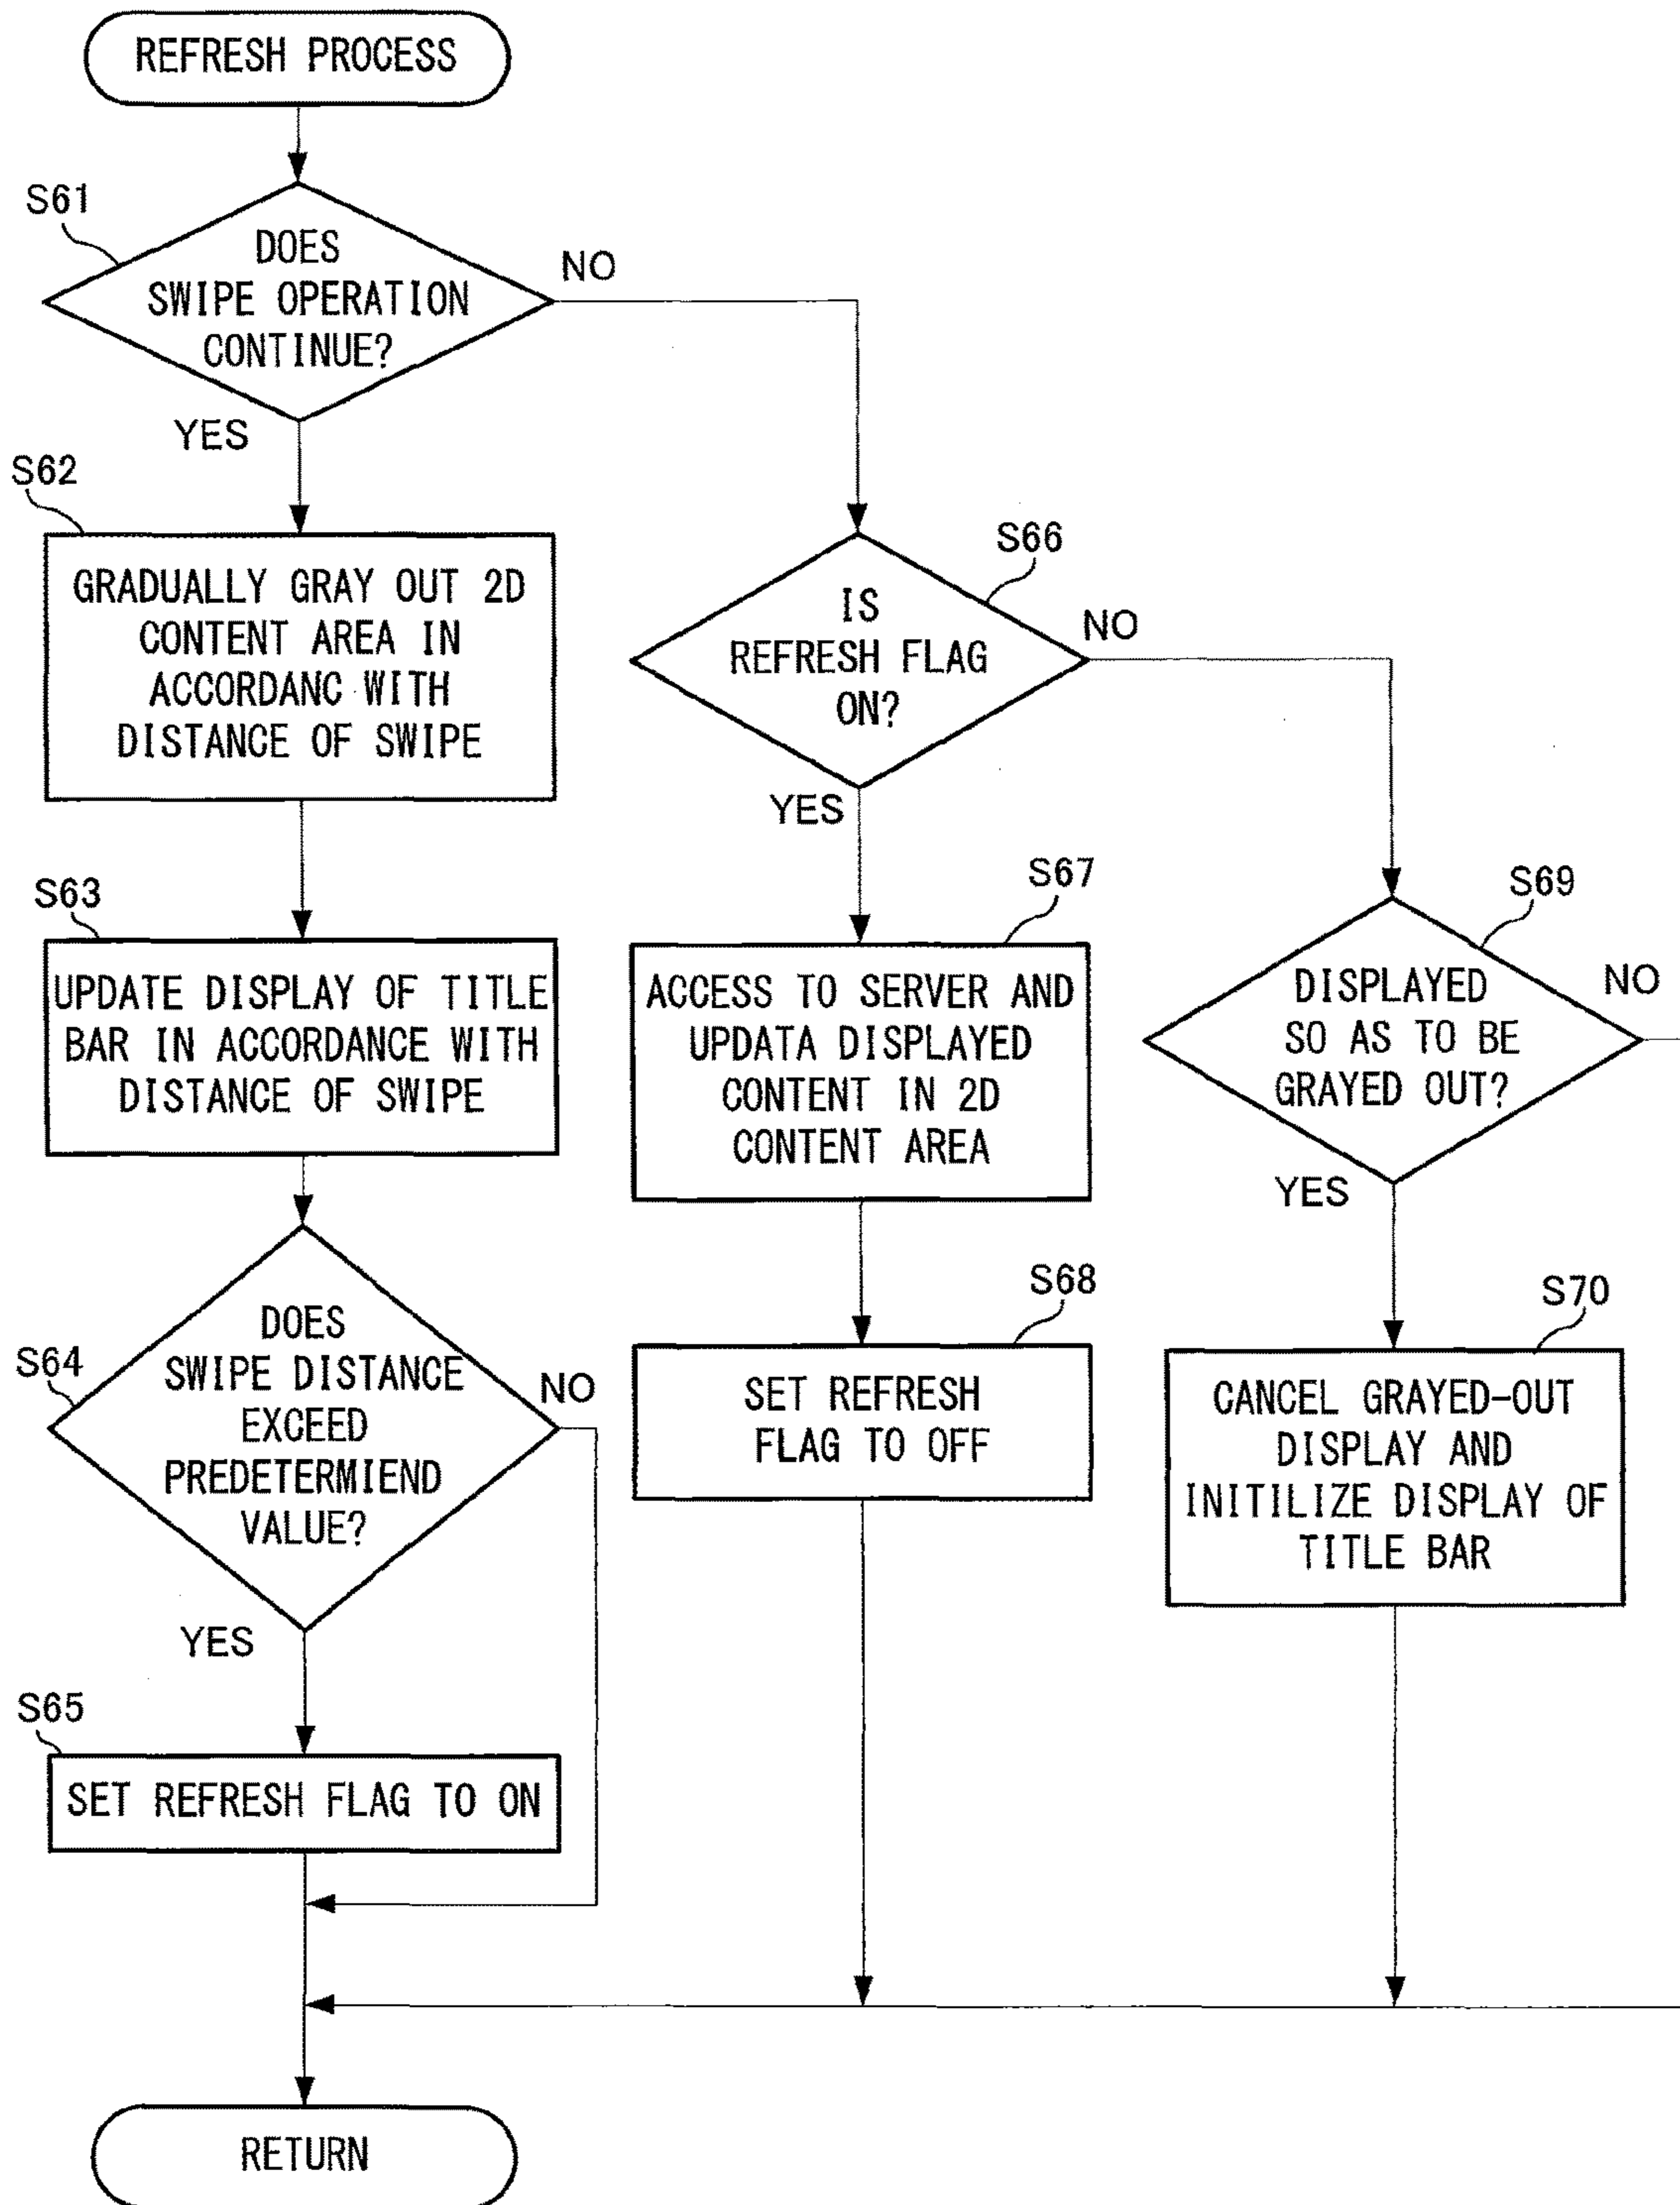 REFRESH PROCESS
S61
DOES
SWIPE OPERATION
CONTINUE?
NO
YES
S62
GRADUALLY GRAY OUT 2D
CONTENT AREA IN
ACCORDANC WITH
DISTANCE OF SWIPE
S63
UPDATE DISPLAY OF TITLE
BAR IN ACCORDANCE WITH
DISTANCE OF SWIPE
S64
DOES
SWIPE DISTANCE
EXCEED
PREDETERMIEND
VALUE?
NO
YES
S65
SET REFRESH FLAG TO ON
S66
IS
REFRESH FLAG
ON?
NO
YES
S67
ACCESS TO SERVER AND
UPDATA DISPLAYED
CONTENT IN 2D
CONTENT AREA
S68
SET REFRESH
FLAG TO OFF
S69
DISPLAYED
SO AS TO BE
GRAYED OUT?
NO
YES
S70
CANCEL GRAYED-OUT
DISPLAY AND
INITILIZE DISPLAY OF
TITLE BAR
RETURN